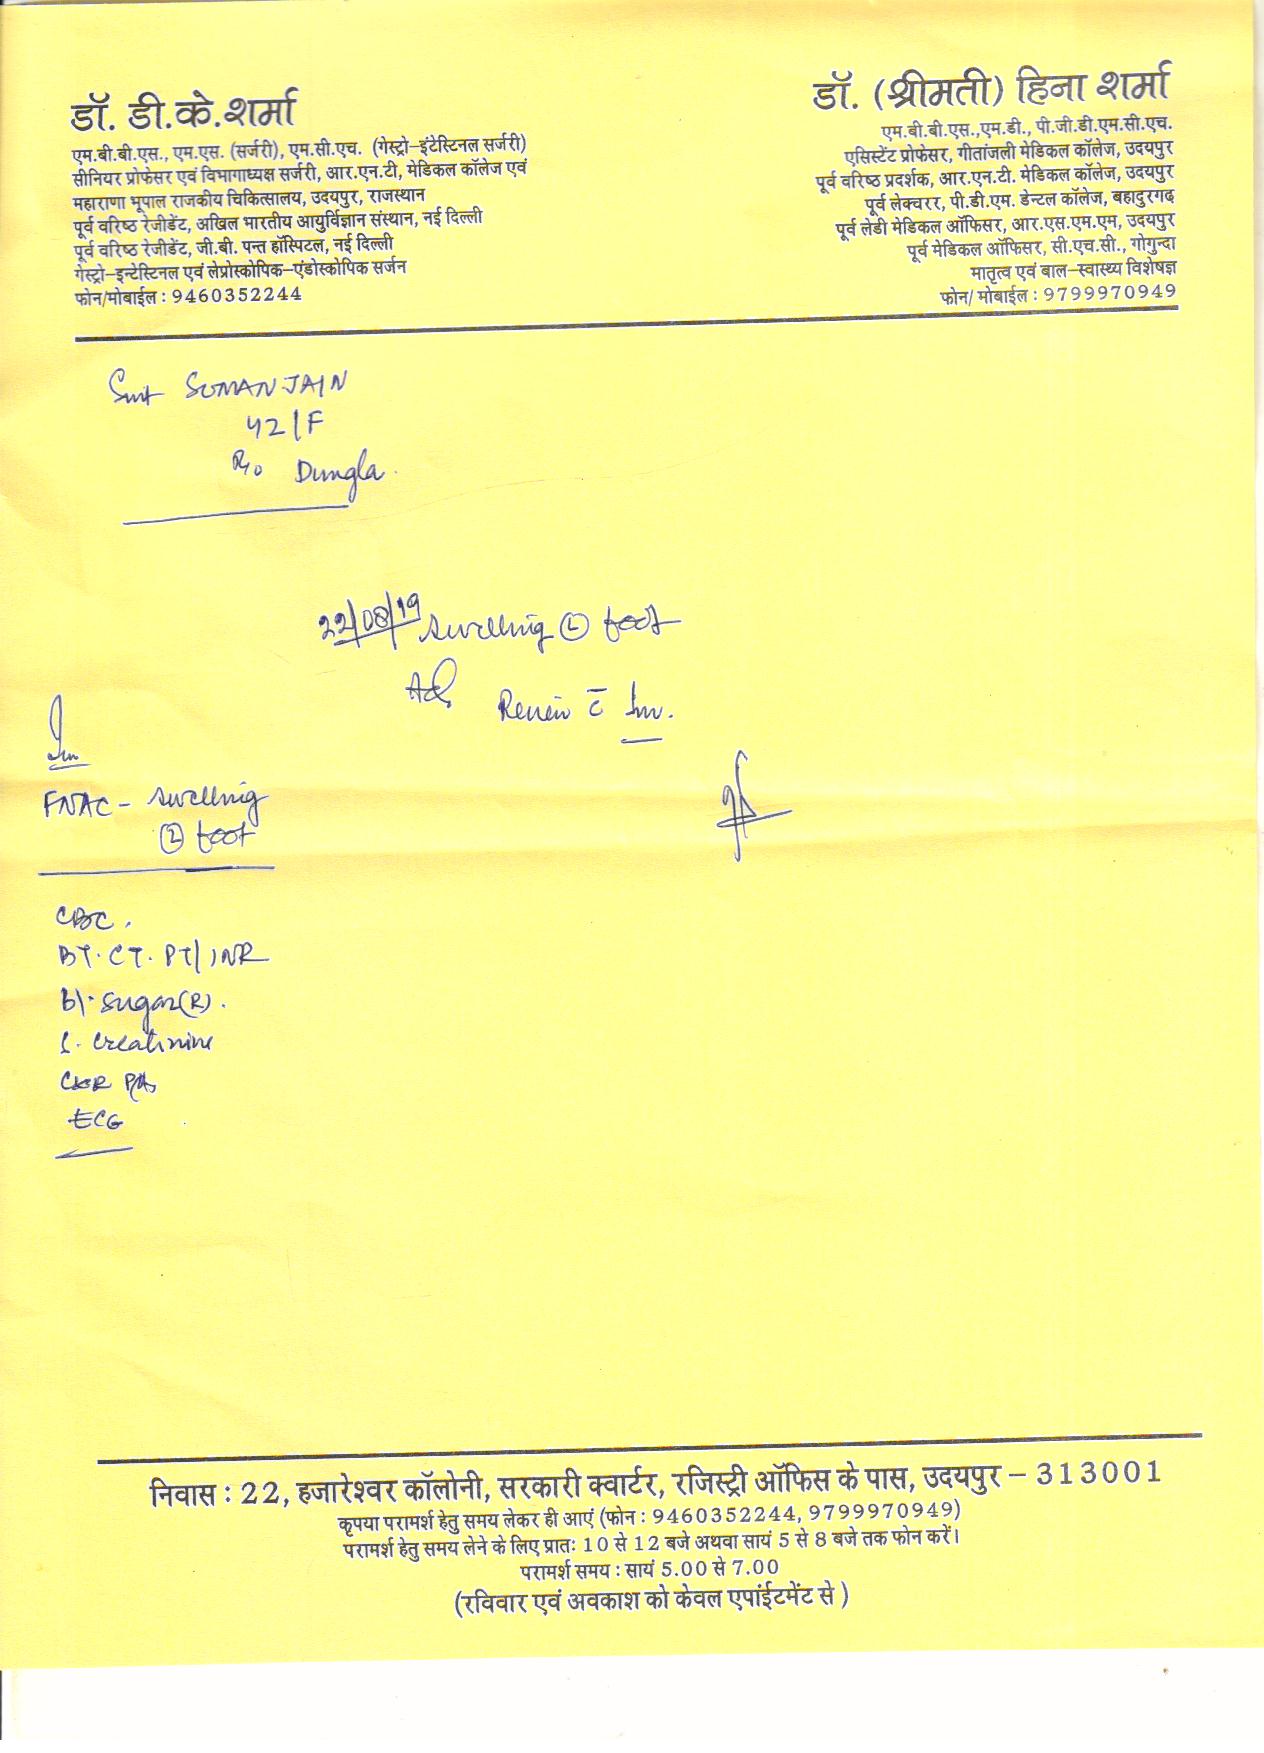 डॉ. डी.के.शर्मा
एम.बी.बी.एस., एम.एस. (सर्जरी), एम.सी.एच. (गेस्ट्रो-इंटेस्टिनल सर्जरी)
सीनियर प्रोफेसर एवं विभागाध्यक्ष सर्जरी, आर.एन.टी, मेडिकल कॉलेज एवं
महाराणा भूपाल राजकीय चिकित्सालय, उदयपुर, राजस्थान
पूर्व वरिष्ठ रेजीडेंट, अखिल भारतीय आयुर्विज्ञान संस्थान, नई दिल्ली
पूर्व वरिष्ठ रेजीडेंट, जी.बी. पन्त हॉस्पिटल, नई दिल्ली
गेस्ट्रो-इन्टेस्टिनल एवं लेप्रोस्कोपिक-एंडोस्कोपिक सर्जन
फोन/मोबाईल : 9460352244
डॉ. (श्रीमती) हिना शर्मा
एम.बी.बी.एस.,एम.डी., पी.जी.डी.एम.सी.एच.
एसिस्टेंट प्रोफेसर, गीतांजली मेडिकल कॉलेज, उदयपुर
पूर्व वरिष्ठ प्रदर्शक, आर.एन.टी. मेडिकल कॉलेज, उदयपुर
पूर्व लेक्चरर, पी.डी.एम. डेन्टल कॉलेज, बहादुरगढ़
पूर्व लेडी मेडिकल ऑफिसर, आर.एस.एम.एम, उदयपुर
पूर्व मेडिकल ऑफिसर, सी.एच.सी., गोगुन्दा
मातृत्व एवं बाल-स्वास्थ्य विशेषज्ञ
फोन/ मोबाईल : 9799970949
Smt SUMAN JAIN
42/F
R/o Dungla.
22/08/19 swelling Ⓛ foot
Adv Review c̄ Inv.
Inv
FNAC - swelling
Ⓛ foot
CBC.
BT. CT. PT/INR
bl. sugar(R).
S. creatinine
CXR P/A
ECG
निवास : 22, हजारेश्वर कॉलोनी, सरकारी क्वार्टर, रजिस्ट्री ऑफिस के पास, उदयपुर – 313001
कृपया परामर्श हेतु समय लेकर ही आएं (फोन : 9460352244, 9799970949)
परामर्श हेतु समय लेने के लिए प्रातः 10 से 12 बजे अथवा सायं 5 से 8 बजे तक फोन करें।
परामर्श समय : सायं 5.00 से 7.00
(रविवार एवं अवकाश को केवल एपांईटमेंट से )